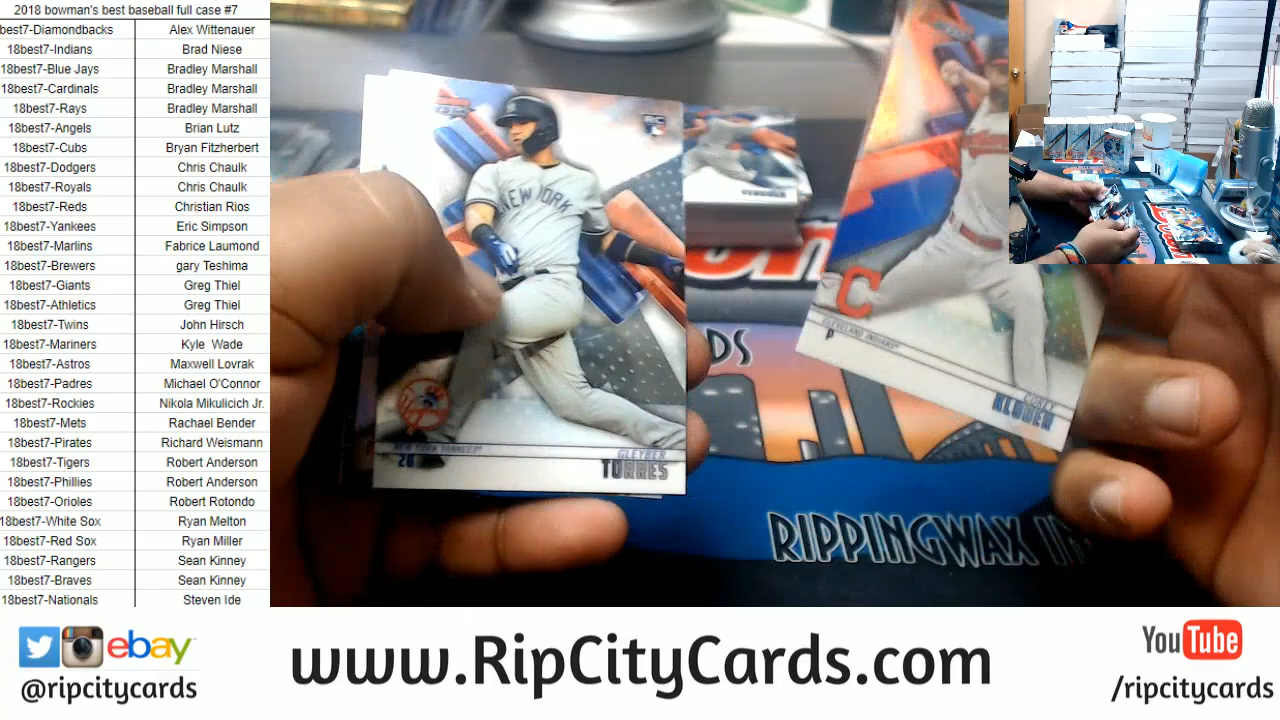 2018 bowman's best baseball full case #7
best7-Diamondbacks Alex Wittenauer
18best7-Indians Brad Niese
18best7-Blue Jays Bradley Marshall
18best7-Cardinals Bradley Marshall
18best7-Rays Bradley Marshall
18best7-Angels Brian Lutz
18best7-Cubs Bryan Fitzherbert
18best7-Dodgers Chris Chaulk
18best7-Royals Chris Chaulk
18best7-Reds Christian Rios
18best7-Yankees Eric Simpson
18best7-Marlins Fabrice Laumond
18best7-Brewers gary Teshima
18best7-Giants Greg Thiel
18best7-Athletics Greg Thiel
18best7-Twins John Hirsch
18best7-Mariners Kyle Wade
18best7-Astros Maxwell Lovrak
18best7-Padres Michael O'Connor
18best7-Rockies Nikola Mikulicich Jr.
18best7-Mets Rachael Bender
18best7-Pirates Richard Weismann
18best7-Tigers Robert Anderson
18best7-Phillies Robert Anderson
18best7-Orioles Robert Rotondo
18best7-White Sox Ryan Melton
18best7-Red Sox Ryan Miller
18best7-Rangers Sean Kinney
18best7-Braves Sean Kinney
18best7-Nationals Steven Ide
RC
NEW YORK
NEW YORK YANKEES
GLEYBER
TORRES
C
CLEVELAND INDIANS
P
COREY
KLUBER
DS
RIPPINGWAX
ebay
@ripcitycards
www.RipCityCards.com
YouTube
/ripcitycards